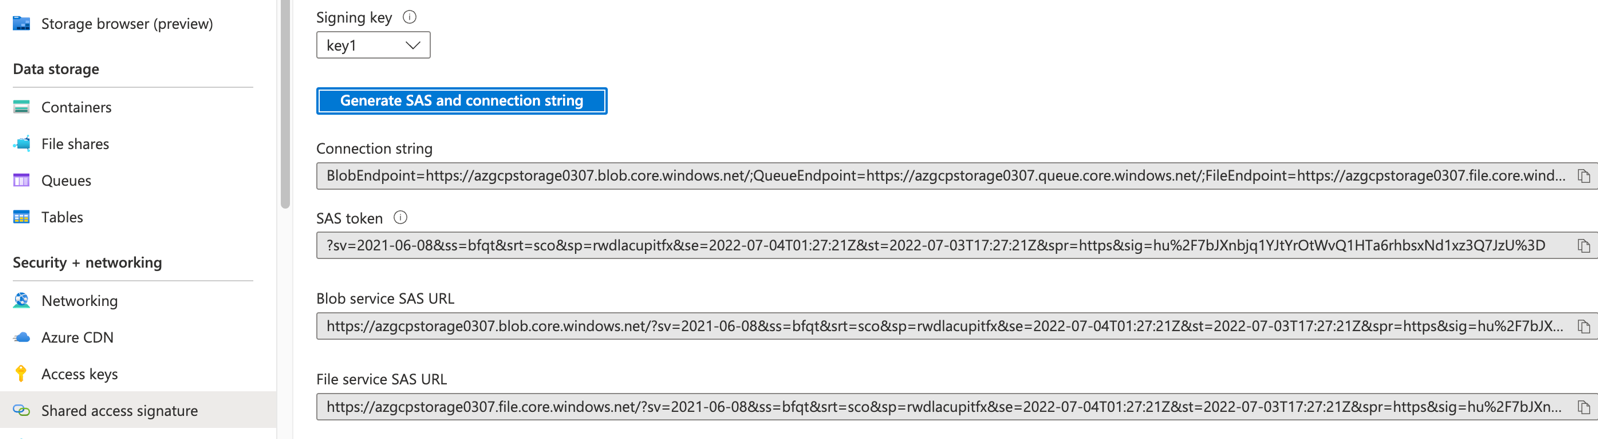 Storage browser (preview)
Data storage
Containers
File shares
Queues
Tables
Security + networking
Networking
Azure CDN
Access keys
Shared access signature
Signing key
key1
Generate SAS and connection string
Connection string
BlobEndpoint=https://azgcpstorage0307.blob.core.windows.net/;QueueEndpoint=https://azgcpstorage0307.queue.core.windows.net/;FileEndpoint=https://azgcpstorage0307.file.core.wind...
SAS token
?sv=2021-06-08&ss=bfqt&srt=sco&sp=rwdlacupitfx&se=2022-07-04T01:27:21Z&st=2022-07-03T17:27:21Z&spr=https&sig=hu%2F7bJXnbjq1YJtYrOtWvQ1HTa6rhbsxNd1xz3Q7JzU%3D
Blob service SAS URL
https://azgcpstorage0307.blob.core.windows.net/?sv=2021-06-08&ss=bfqt&srt=sco&sp=rwdlacupitfx&se=2022-07-04T01:27:21Z&st=2022-07-03T17:27:21Z&spr=https&sig=hu%2F7bJX...
File service SAS URL
https://azgcpstorage0307.file.core.windows.net/?sv=2021-06-08&ss=bfqt&srt=sco&sp=rwdlacupitfx&se=2022-07-04T01:27:21Z&st=2022-07-03T17:27:21Z&spr=https&sig=hu%2F7bJXn...